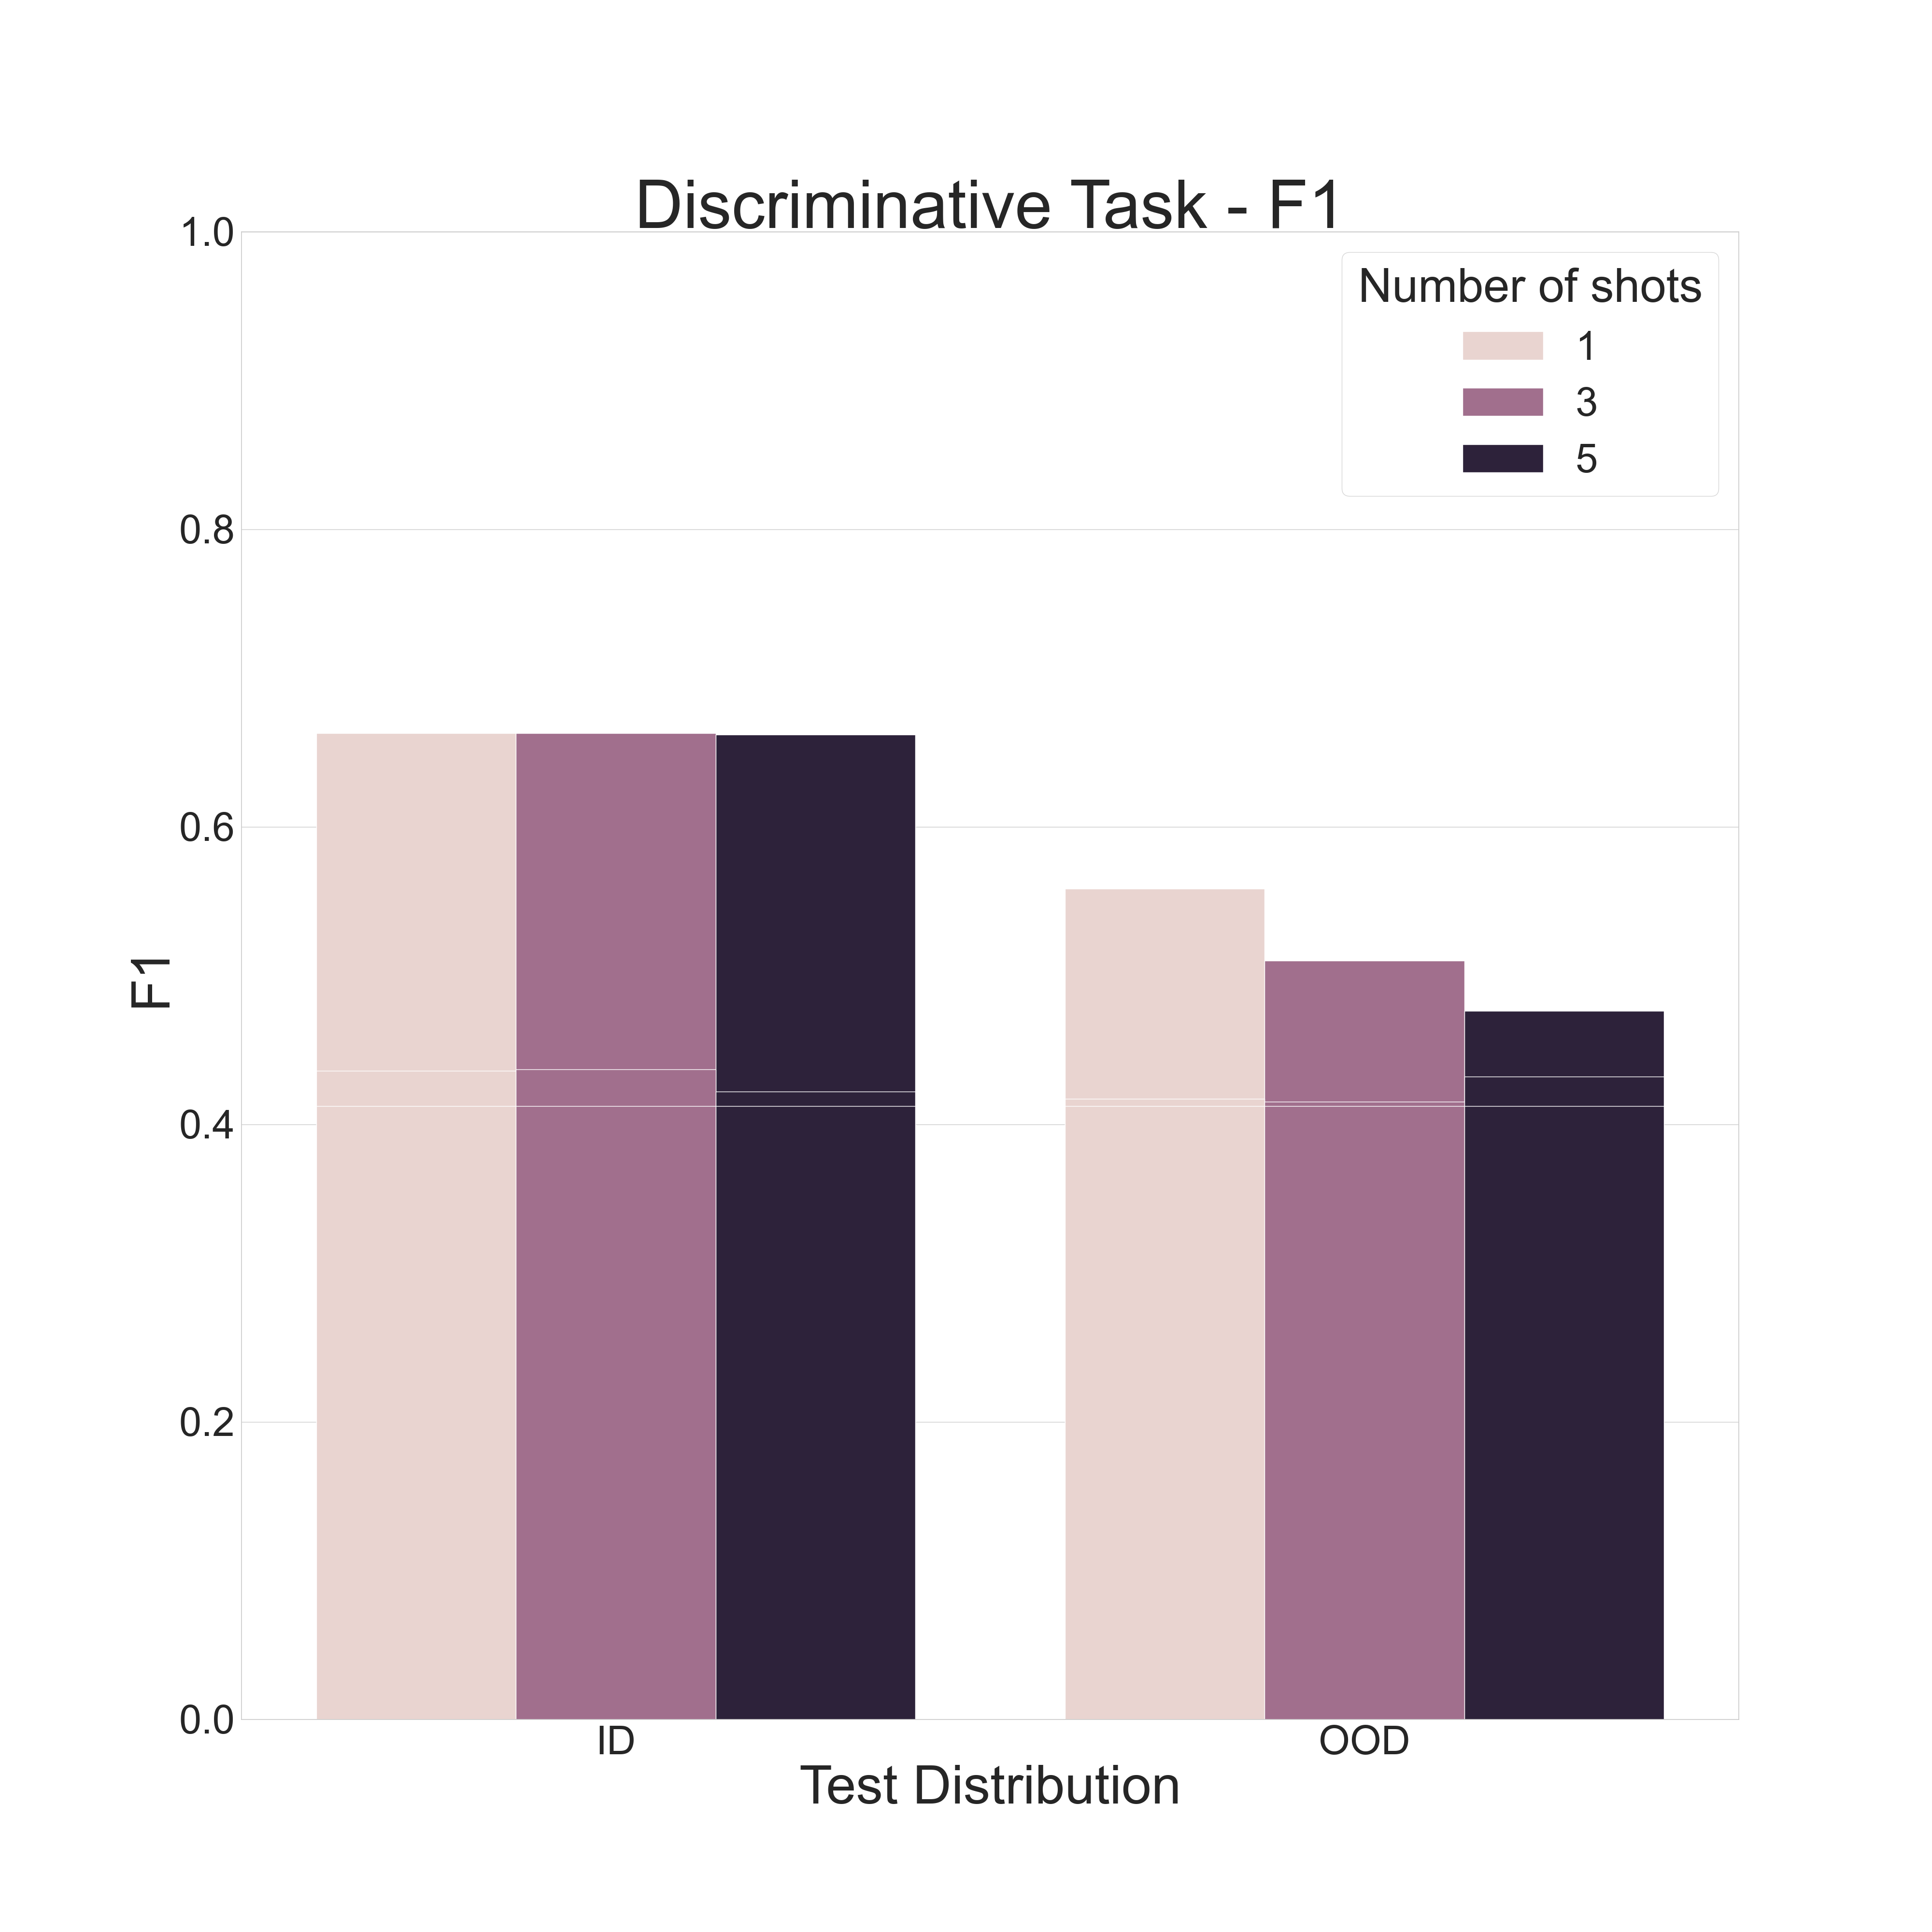 Discriminative Task - F1
1.0
0.8
0.6
0.4
0.2
0.0
F1
Number of shots
1
3
5
ID
OOD
Test Distribution